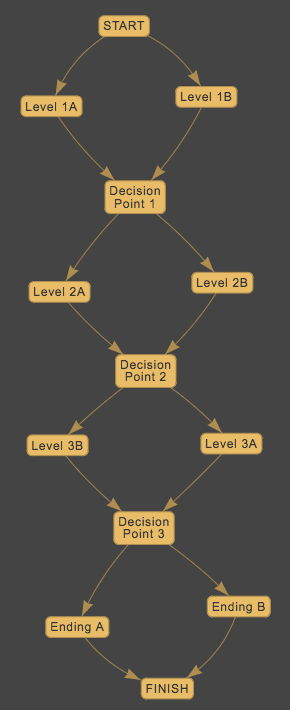 START
Level 1A
Level 1B
Decision
Point 1
Level 2A
Level 2B
Decision
Point 2
Level 3B
Level 3A
Decision
Point 3
Ending A
Ending B
FINISH